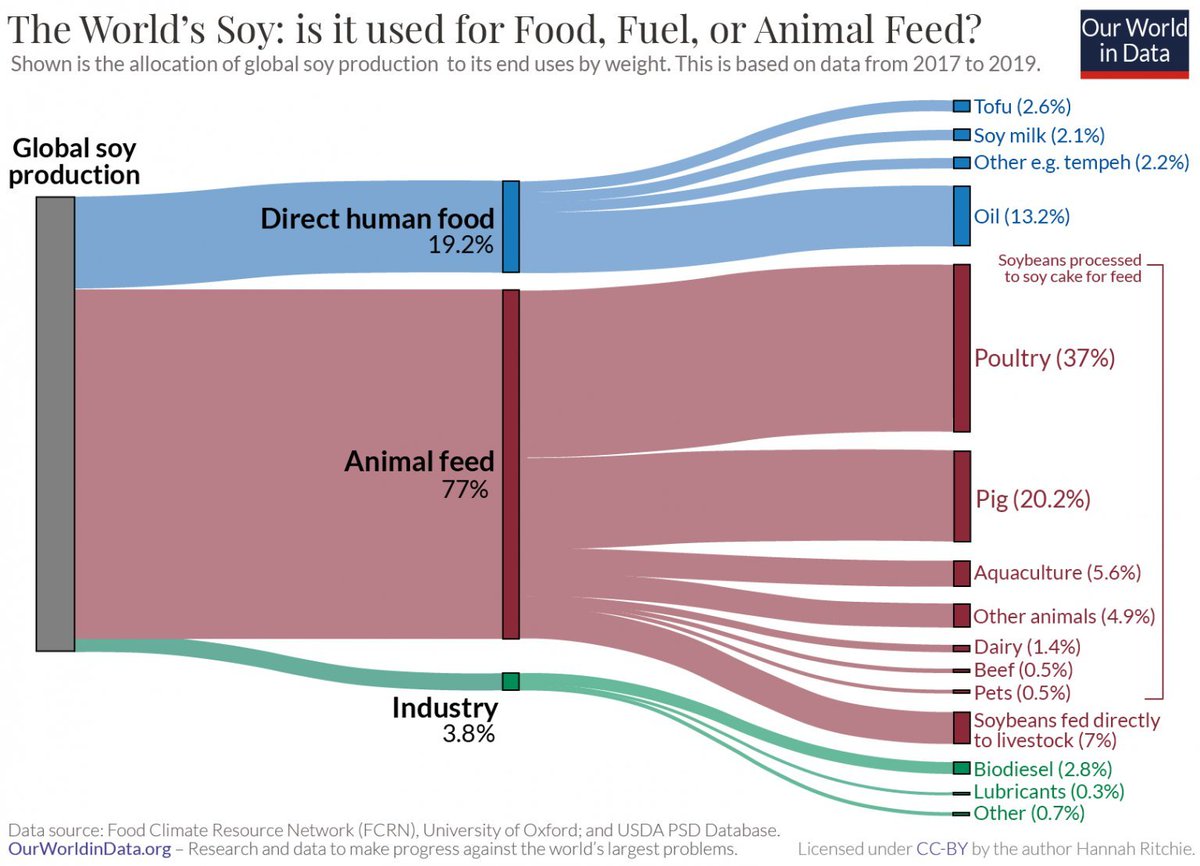 The World's Soy: is it used for Food, Fuel, or Animal Feed?
Our World
in Data
Shown is the allocation of global soy production to its end uses by weight. This is based on data from 2017 to 2019.
Global soy
production
Direct human food
19.2%
Animal feed
77%
Industry
3.8%
Tofu (2.6%)
Soy milk (2.1%)
Other e.g. tempeh (2.2%)
Oil (13.2%)
Soybeans processed
to soy cake for feed
Poultry (37%)
Pig (20.2%)
Aquaculture (5.6%)
Other animals (4.9%)
Dairy (1.4%)
Beef (0.5%)
Pets (0.5%)
Soybeans fed directly
to livestock (7%)
Biodiesel (2.8%)
Lubricants (0.3%)
Other (0.7%)
Data source: Food Climate Resource Network (FCRN), University of Oxford; and USDA PSD Database.
OurWorldinData.org – Research and data to make progress against the world's largest problems.
Licensed under CC-BY by the author Hannah Ritchie.